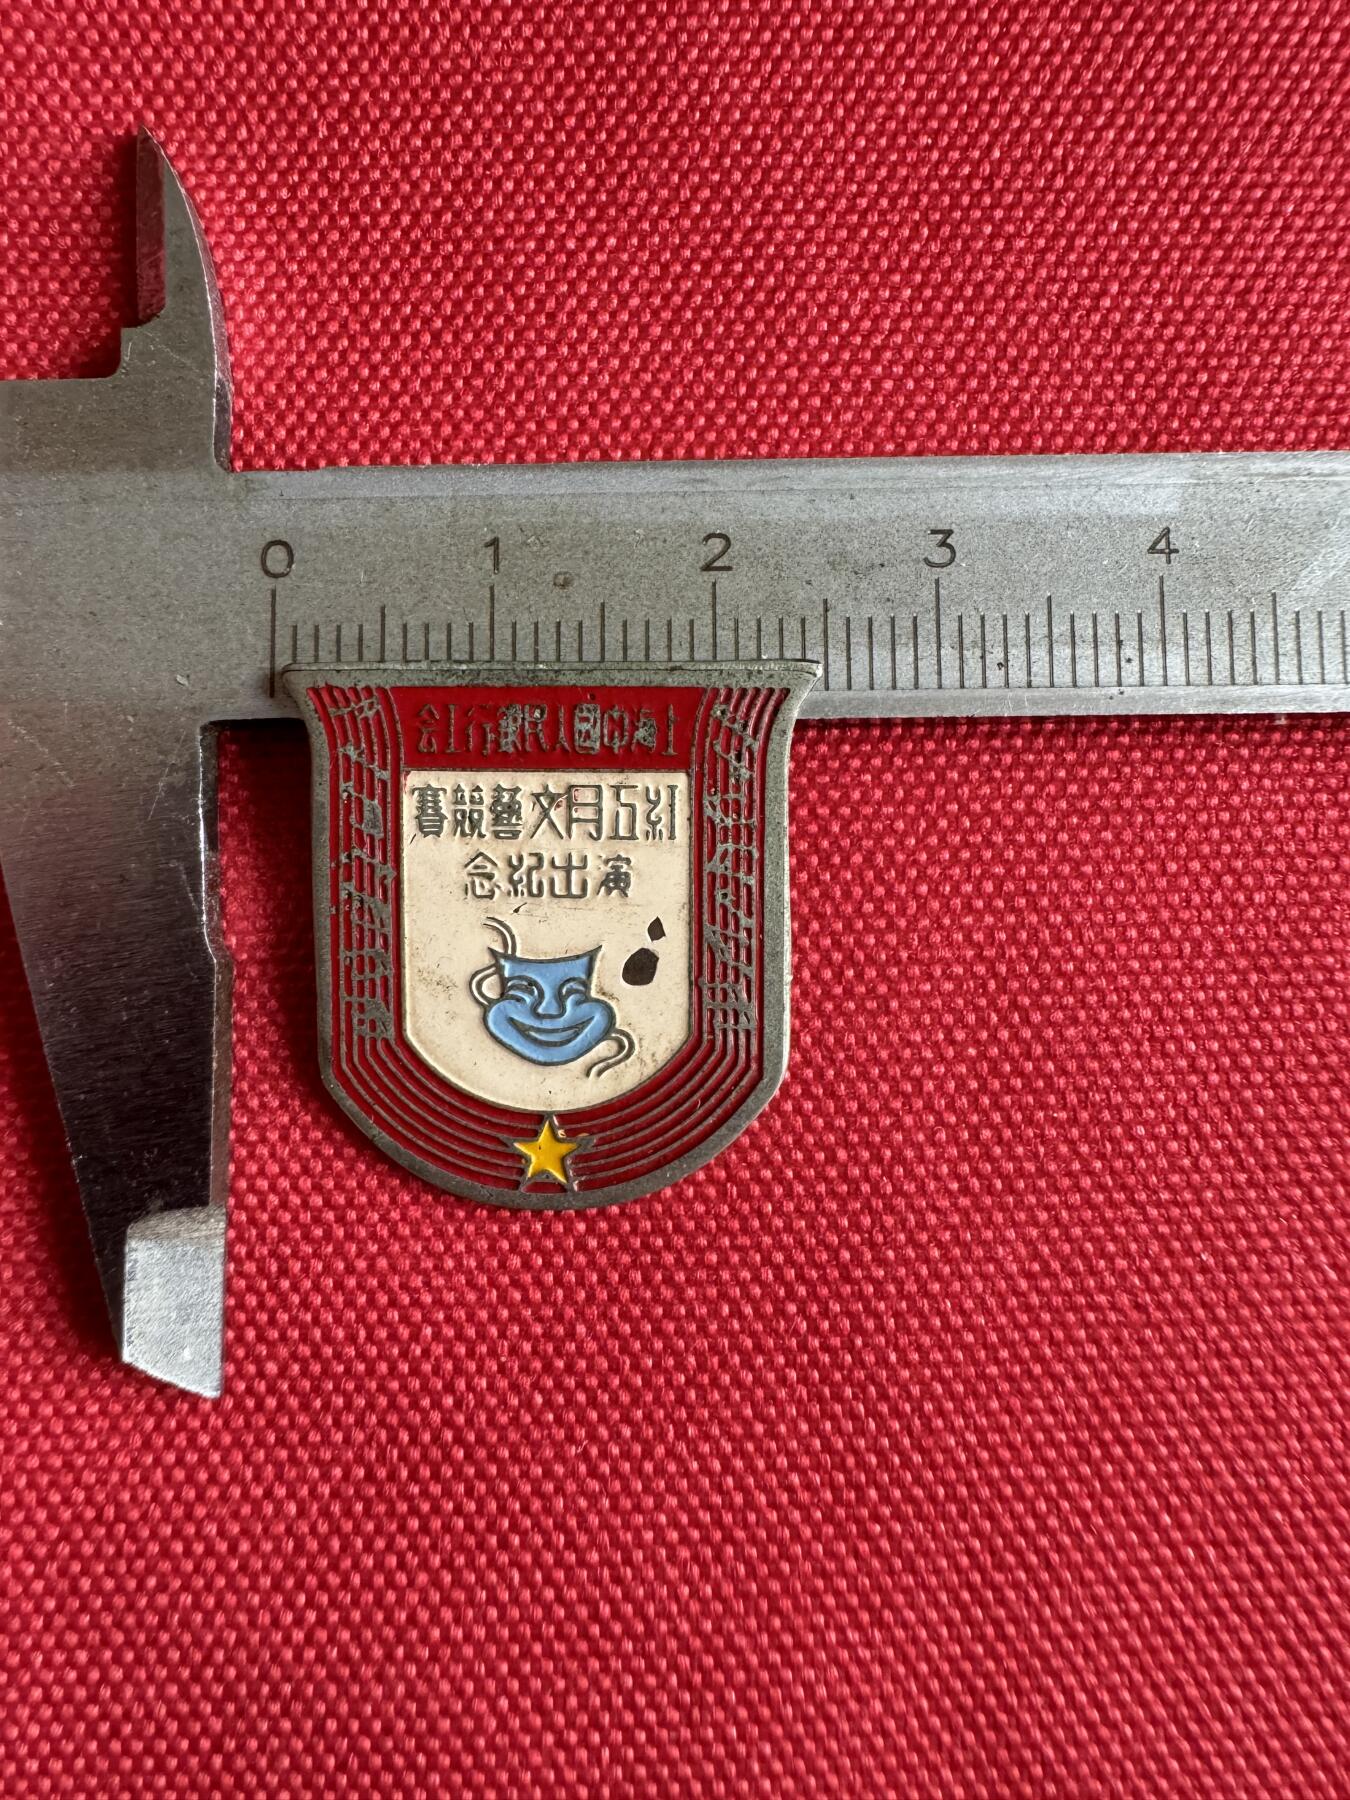 0 1 2 3 4
上海中國人民銀行工会
紅五月文藝競賽
演出紀念